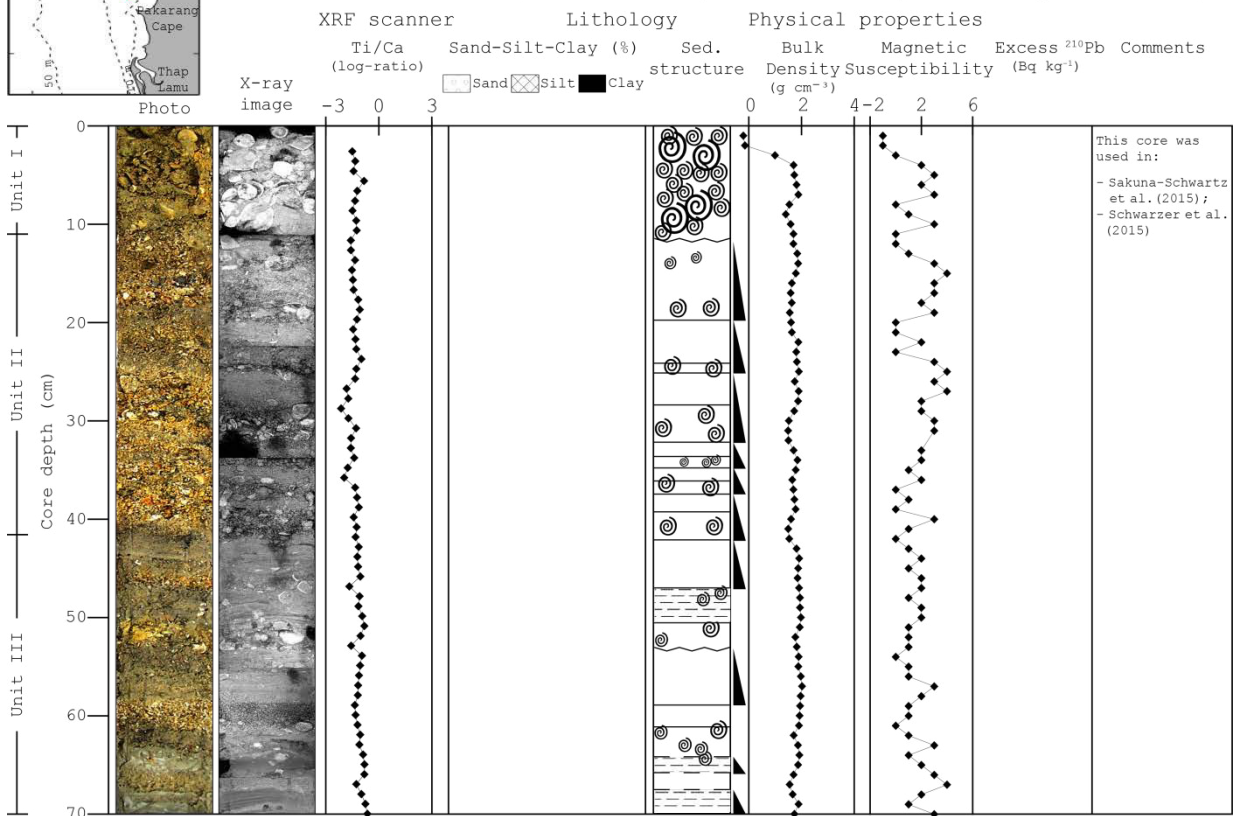 Pakarang
Cape
50 m
Thap
Lamu
XRF scanner Lithology Physical properties
Ti/Ca Sand-Silt-Clay (%) Sed. Bulk Magnetic Excess ²¹⁰Pb Comments
(log-ratio) structure Density Susceptibility (Bq kg⁻¹)
Sand Silt Clay (g cm⁻³)
Photo X-ray
image
−3 0 3 0 2 4 −2 2 6
0
10
20
30
40
50
60
70
Core depth (cm)
Unit I
Unit II
Unit III
This core was
used in:
- Sakuna-Schwartz
et al.(2015);
- Schwarzer et al.
(2015)